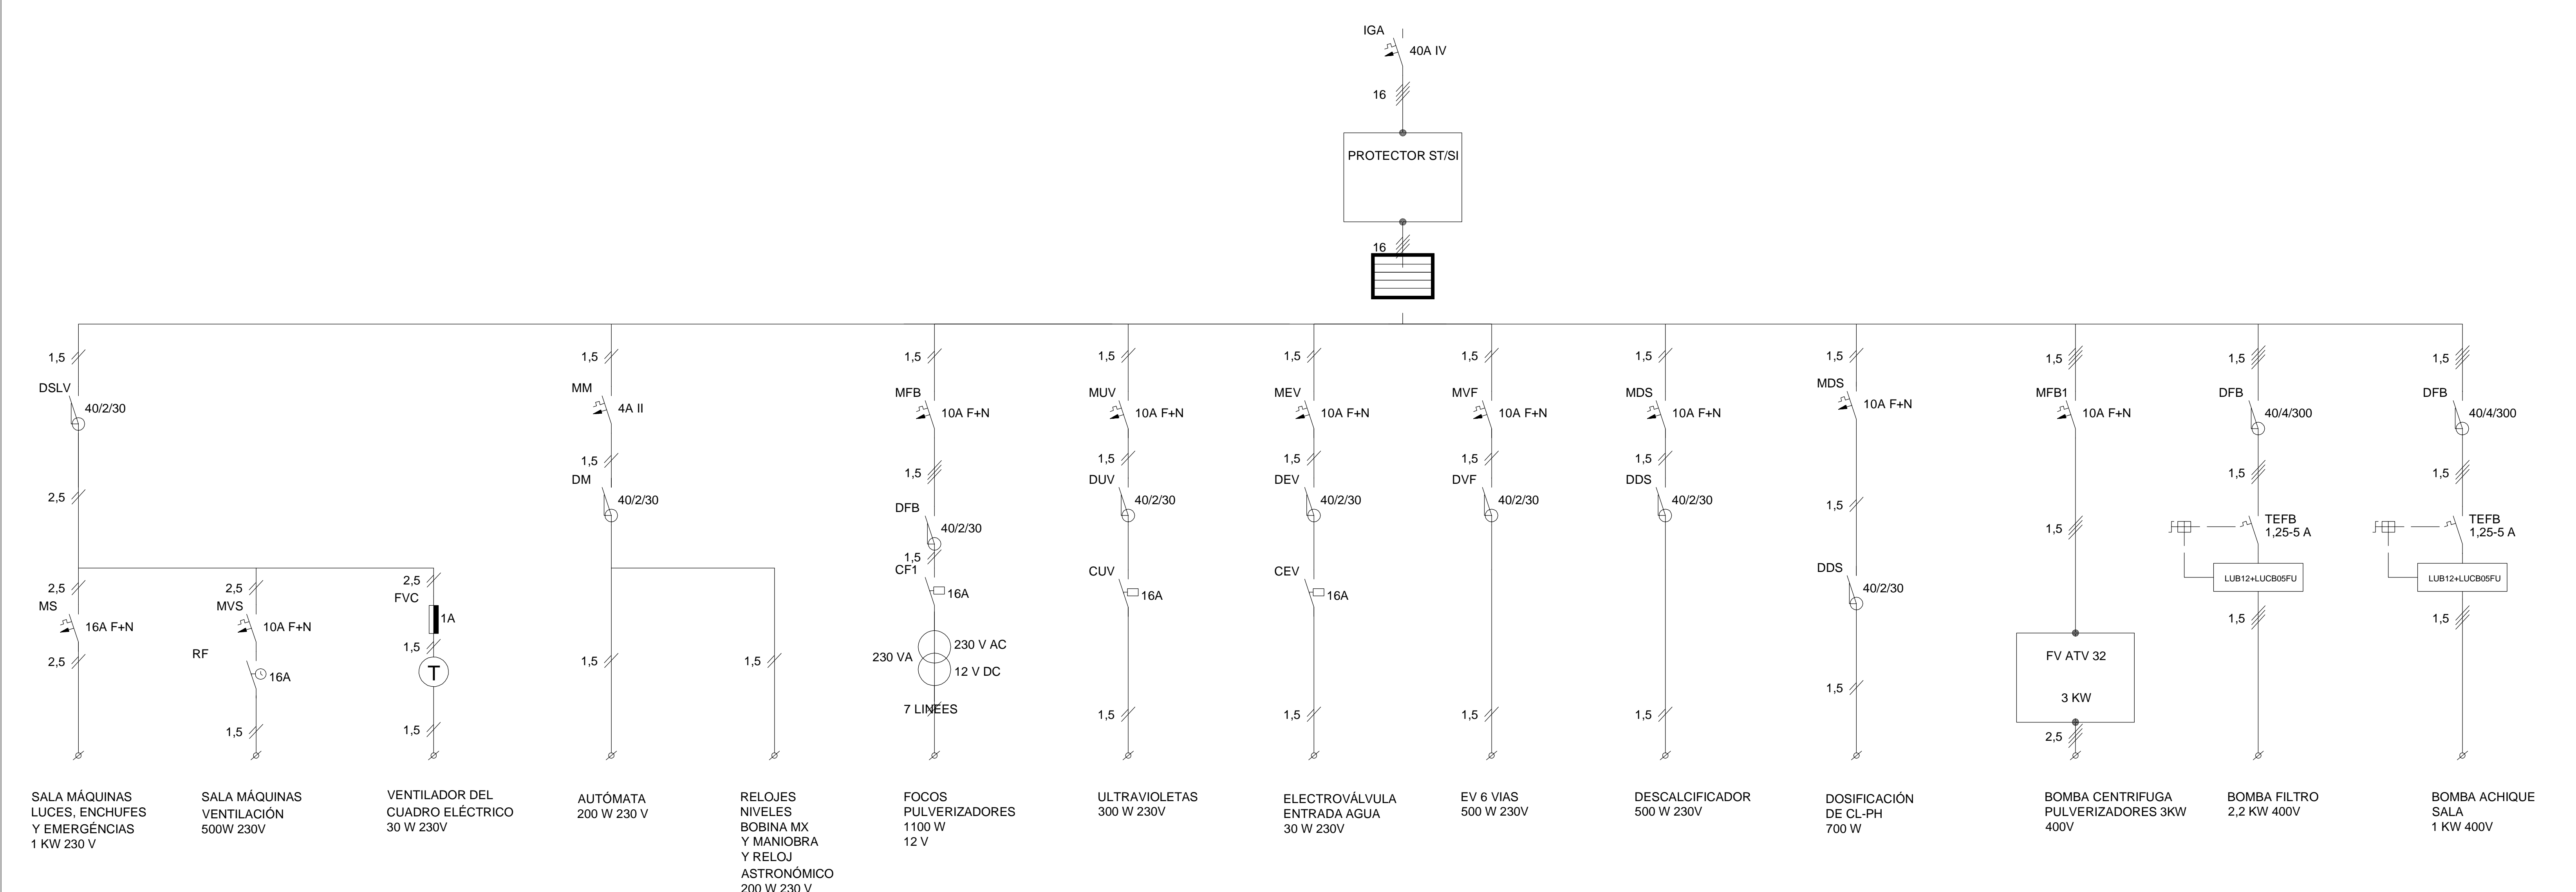 IGA
40A IV
16
PROTECTOR ST/SI
16
1,5
DSLV
40/2/30
2,5
2,5
MS
16A F+N
2,5
SALA MÁQUINAS
LUCES, ENCHUFES
Y EMERGÉNCIAS
1 KW 230 V
2,5
MVS
10A F+N
RF
16A
1,5
SALA MÁQUINAS
VENTILACIÓN
500W 230V
2,5
FVC
1A
1,5
T
1,5
VENTILADOR DEL
CUADRO ELÉCTRICO
30 W 230V
1,5
MM
4A II
1,5
DM
40/2/30
1,5
AUTÓMATA
200 W 230 V
1,5
RELOJES
NIVELES
BOBINA MX
Y MANIOBRA
Y RELOJ
ASTRONÓMICO
200 W 230 V
1,5
MFB
10A F+N
1,5
DFB
40/2/30
1,5
CF1
16A
230 VA
230 V AC
12 V DC
7 LINEES
FOCOS
PULVERIZADORES
1100 W
12 V
1,5
MUV
10A F+N
1,5
DUV
40/2/30
CUV
16A
1,5
ULTRAVIOLETAS
300 W 230V
1,5
MEV
10A F+N
1,5
DEV
40/2/30
CEV
16A
1,5
ELECTROVÁLVULA
ENTRADA AGUA
30 W 230V
1,5
MVF
10A F+N
1,5
DVF
40/2/30
1,5
EV 6 VIAS
500 W 230V
1,5
MDS
10A F+N
1,5
DDS
40/2/30
1,5
DESCALCIFICADOR
500 W 230V
1,5
MDS
10A F+N
1,5
DDS
40/2/30
1,5
DOSIFICACIÓN
DE CL-PH
700 W
1,5
MFB1
10A F+N
1,5
FV ATV 32
3 KW
2,5
BOMBA CENTRIFUGA
PULVERIZADORES 3KW
400V
1,5
DFB
40/4/300
1,5
TEFB
1,25-5 A
LUB12+LUCB05FU
1,5
BOMBA FILTRO
2,2 KW 400V
1,5
DFB
40/4/300
1,5
TEFB
1,25-5 A
LUB12+LUCB05FU
1,5
BOMBA ACHIQUE
SALA
1 KW 400V